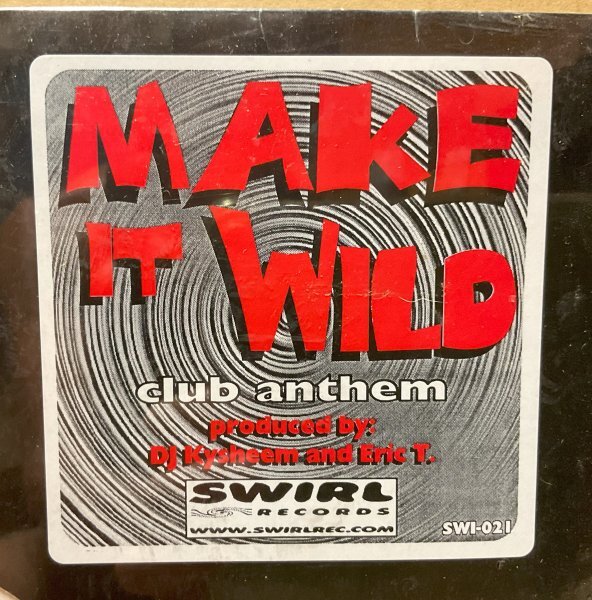 MAKE
IT WILD
club anthem
produced by:
DJ Kysheem and Eric T.
SWIRL
RECORDS
WWW.SWIRLREC.COM
SWI-021